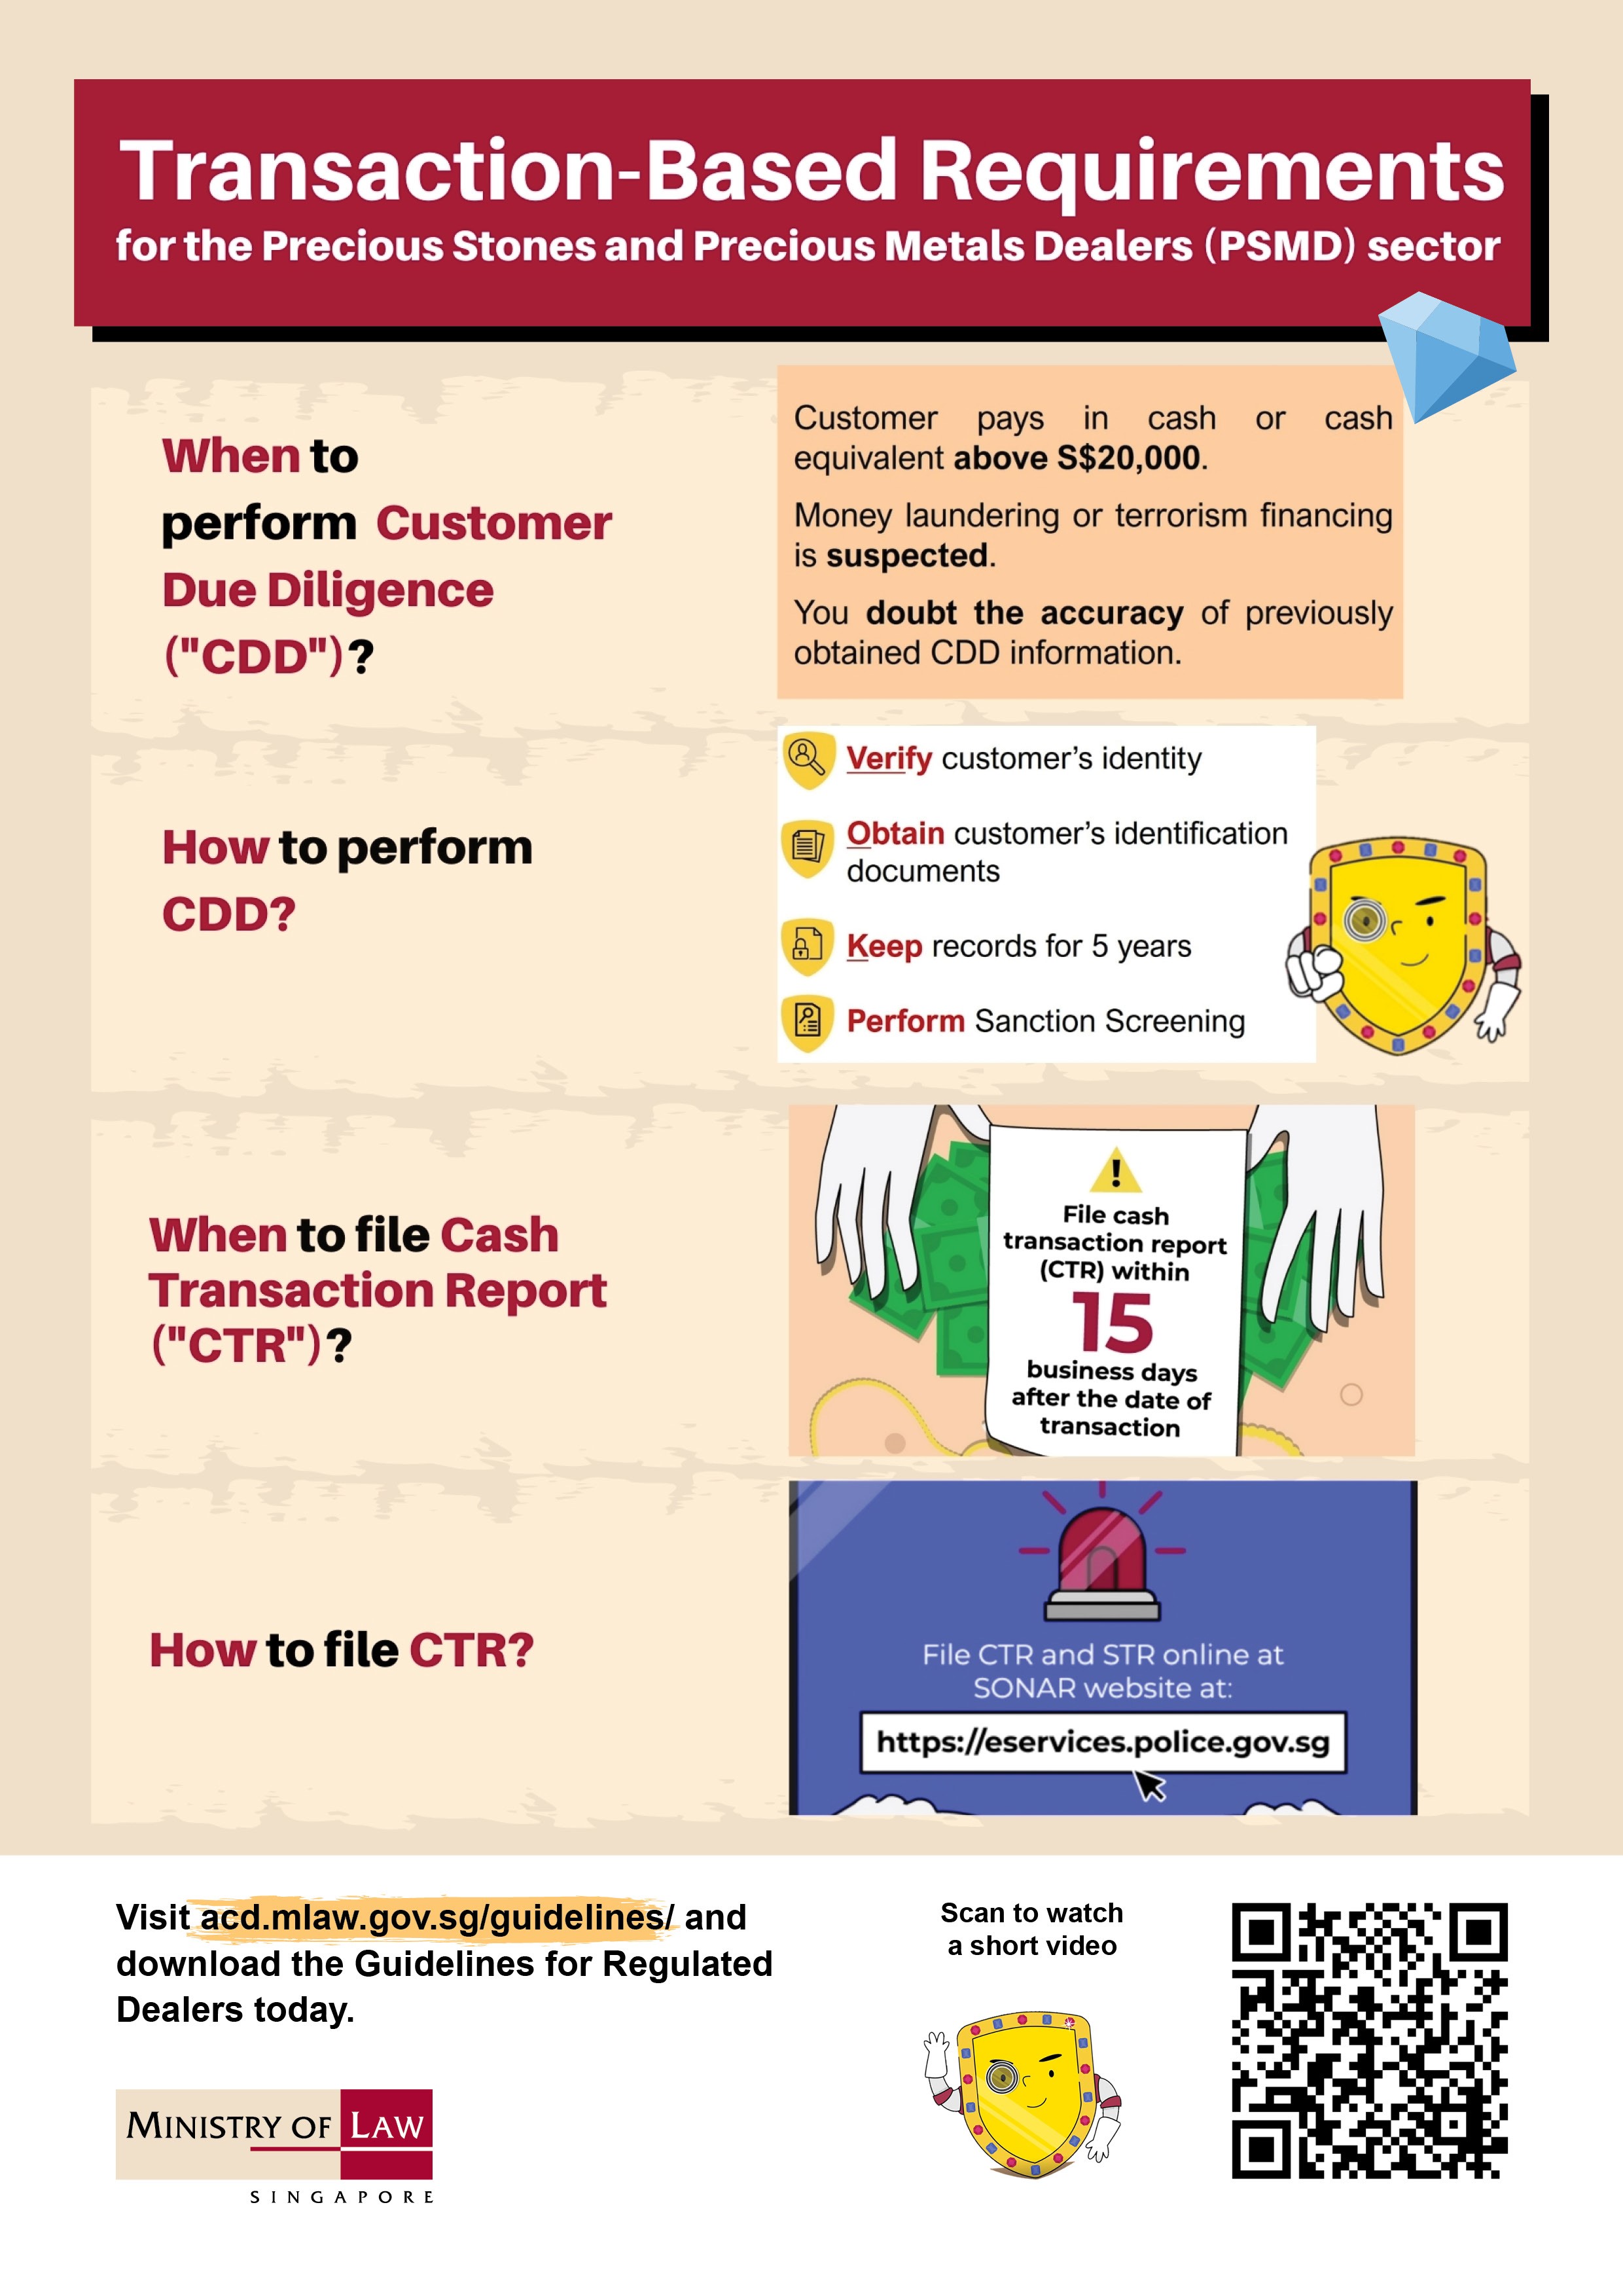 Transaction-Based Requirements
for the Precious Stones and Precious Metals Dealers (PSMD) sector
When to
perform Customer
Due Diligence
("CDD")?
Customer pays in cash or cash
equivalent above S$20,000.
Money laundering or terrorism financing
is suspected.
You doubt the accuracy of previously
obtained CDD information.
How to perform
CDD?
Verify customer's identity
Obtain customer's identification
documents
Keep records for 5 years
Perform Sanction Screening
When to file Cash
Transaction Report
("CTR")?
File cash
transaction report
(CTR) within
15
business days
after the date of
transaction
How to file CTR?
File CTR and STR online at
SONAR website at:
https://eservices.police.gov.sg
Visit acd.mlaw.gov.sg/guidelines/ and
download the Guidelines for Regulated
Dealers today.
Scan to watch
a short video
MINISTRY OF LAW
SINGAPORE